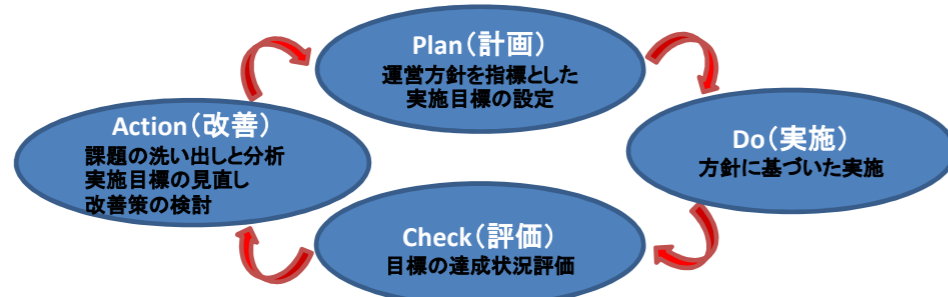 Plan(計画)
運営方針を指標とした
実施目標の設定
Do(実施)
方針に基づいた実施
Check(評価)
目標の達成状況評価
Action(改善)
課題の洗い出しと分析
実施目標の見直し
改善策の検討